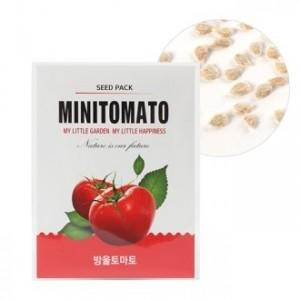 SEED PACK
MINITOMATO
MY LITTLE GARDEN MY LITTLE HAPPINESS
Nature is our future
방울토마토